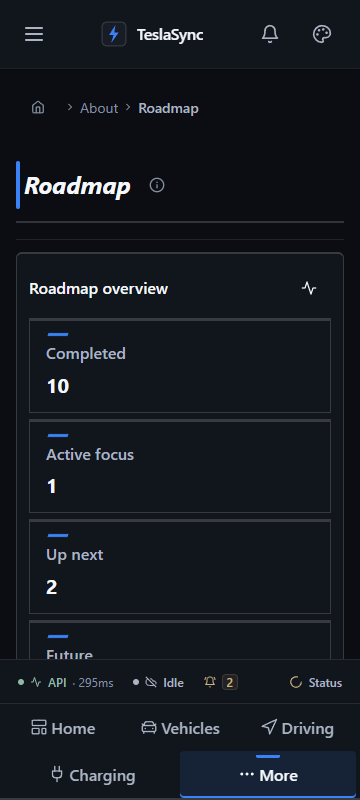 TeslaSync
About Roadmap
Roadmap
Roadmap overview
Completed
10
Active focus
1
Up next
2
Future
API · 295ms Idle 2 Status
Home Vehicles Driving
Charging More